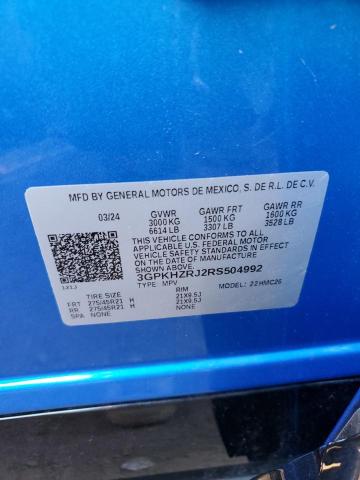 MFD BY GENERAL MOTORS DE MEXICO, S. DE R.L. DE C.V.
03/24 GVWR GAWR FRT GAWR RR
3000 KG 1500 KG 1600 KG
6614 LB 3307 LB 3528 LB
THIS VEHICLE CONFORMS TO ALL APPLICABLE U.S. FEDERAL MOTOR
VEHICLE SAFETY AND THEFT PREVENTION STANDARDS IN EFFECT ON
THE DATE OF MANUFACTURE SHOWN ABOVE.
3GPKHZRJ2RS504992
TYPE: MPV MODEL: 22HMC26
TIRE SIZE RIM
FRT 275/45R21 H 21X9.5J
RR 275/45R21 H 21X9.5J
SPA NONE NONE